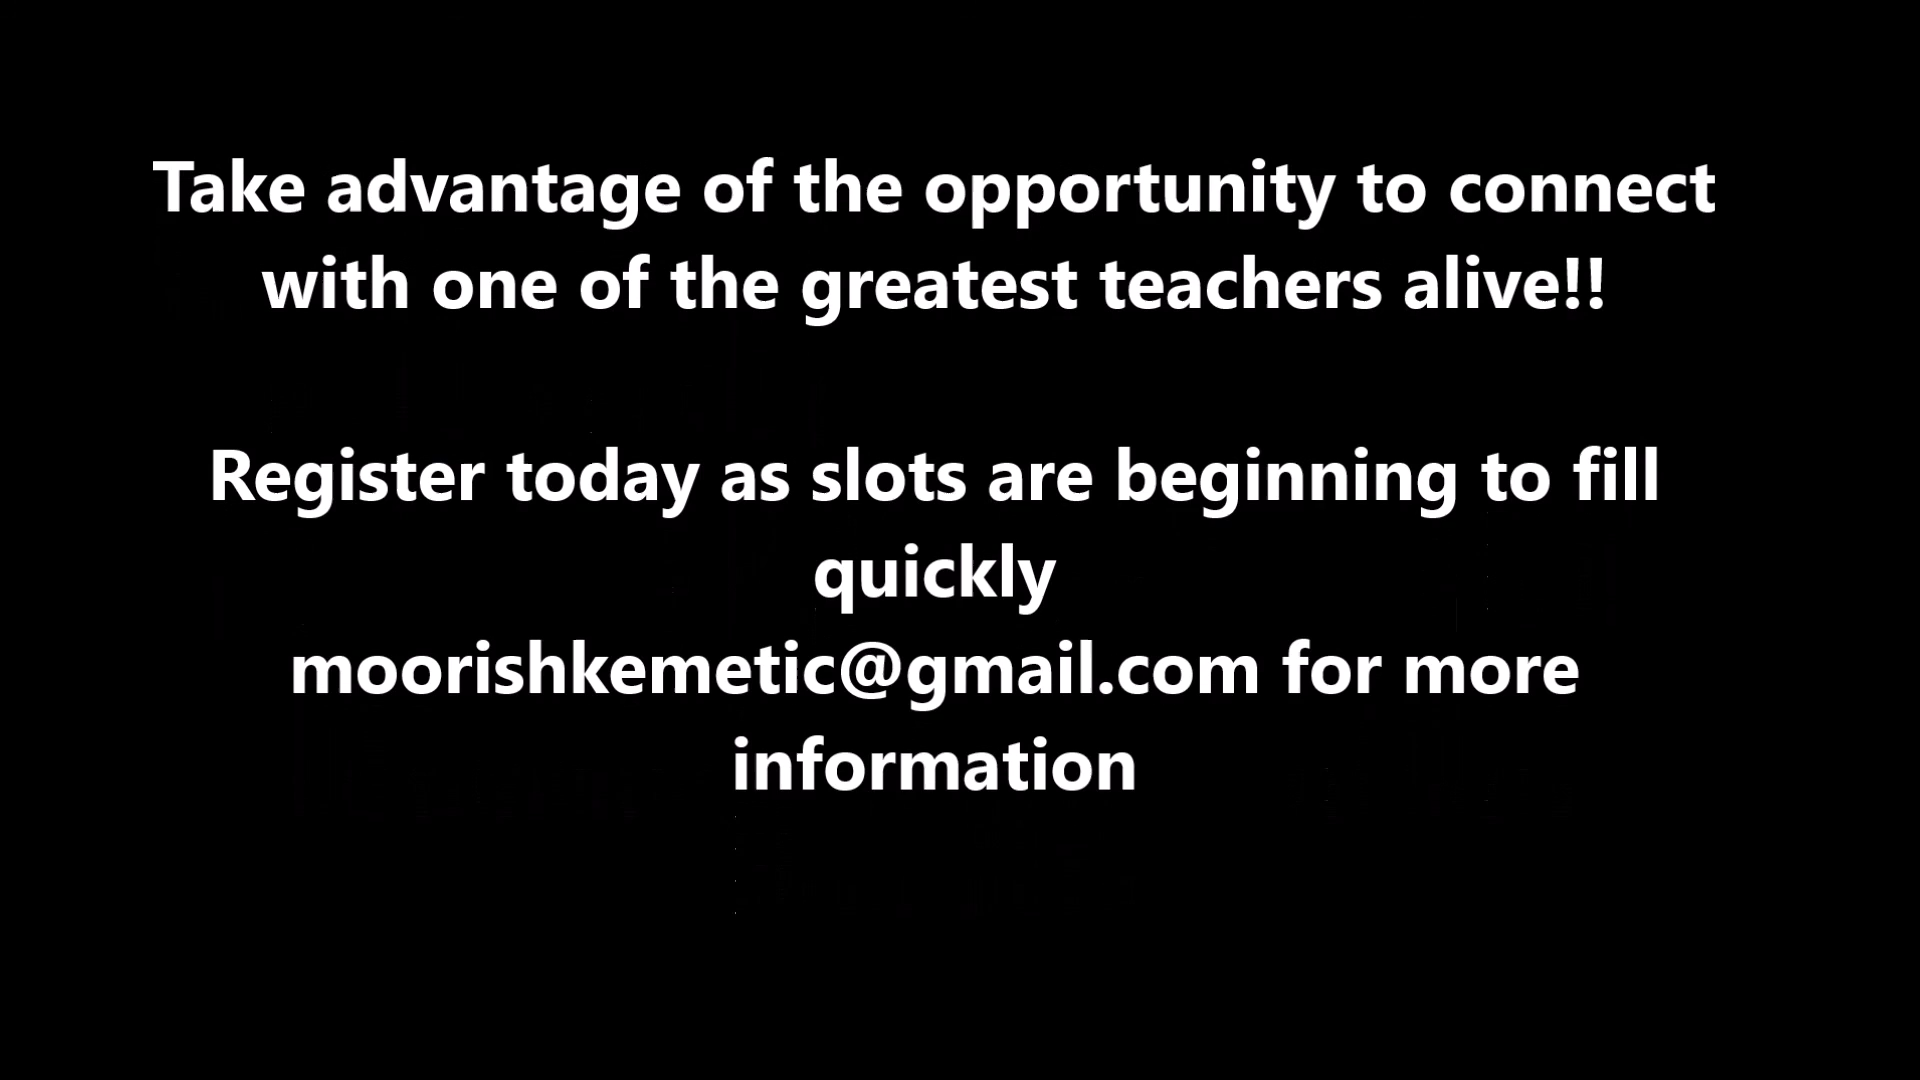 Take advantage of the opportunity to connect
with one of the greatest teachers alive!!
Register today as slots are beginning to fill
quickly
moorishkemetic@gmail.com for more
information